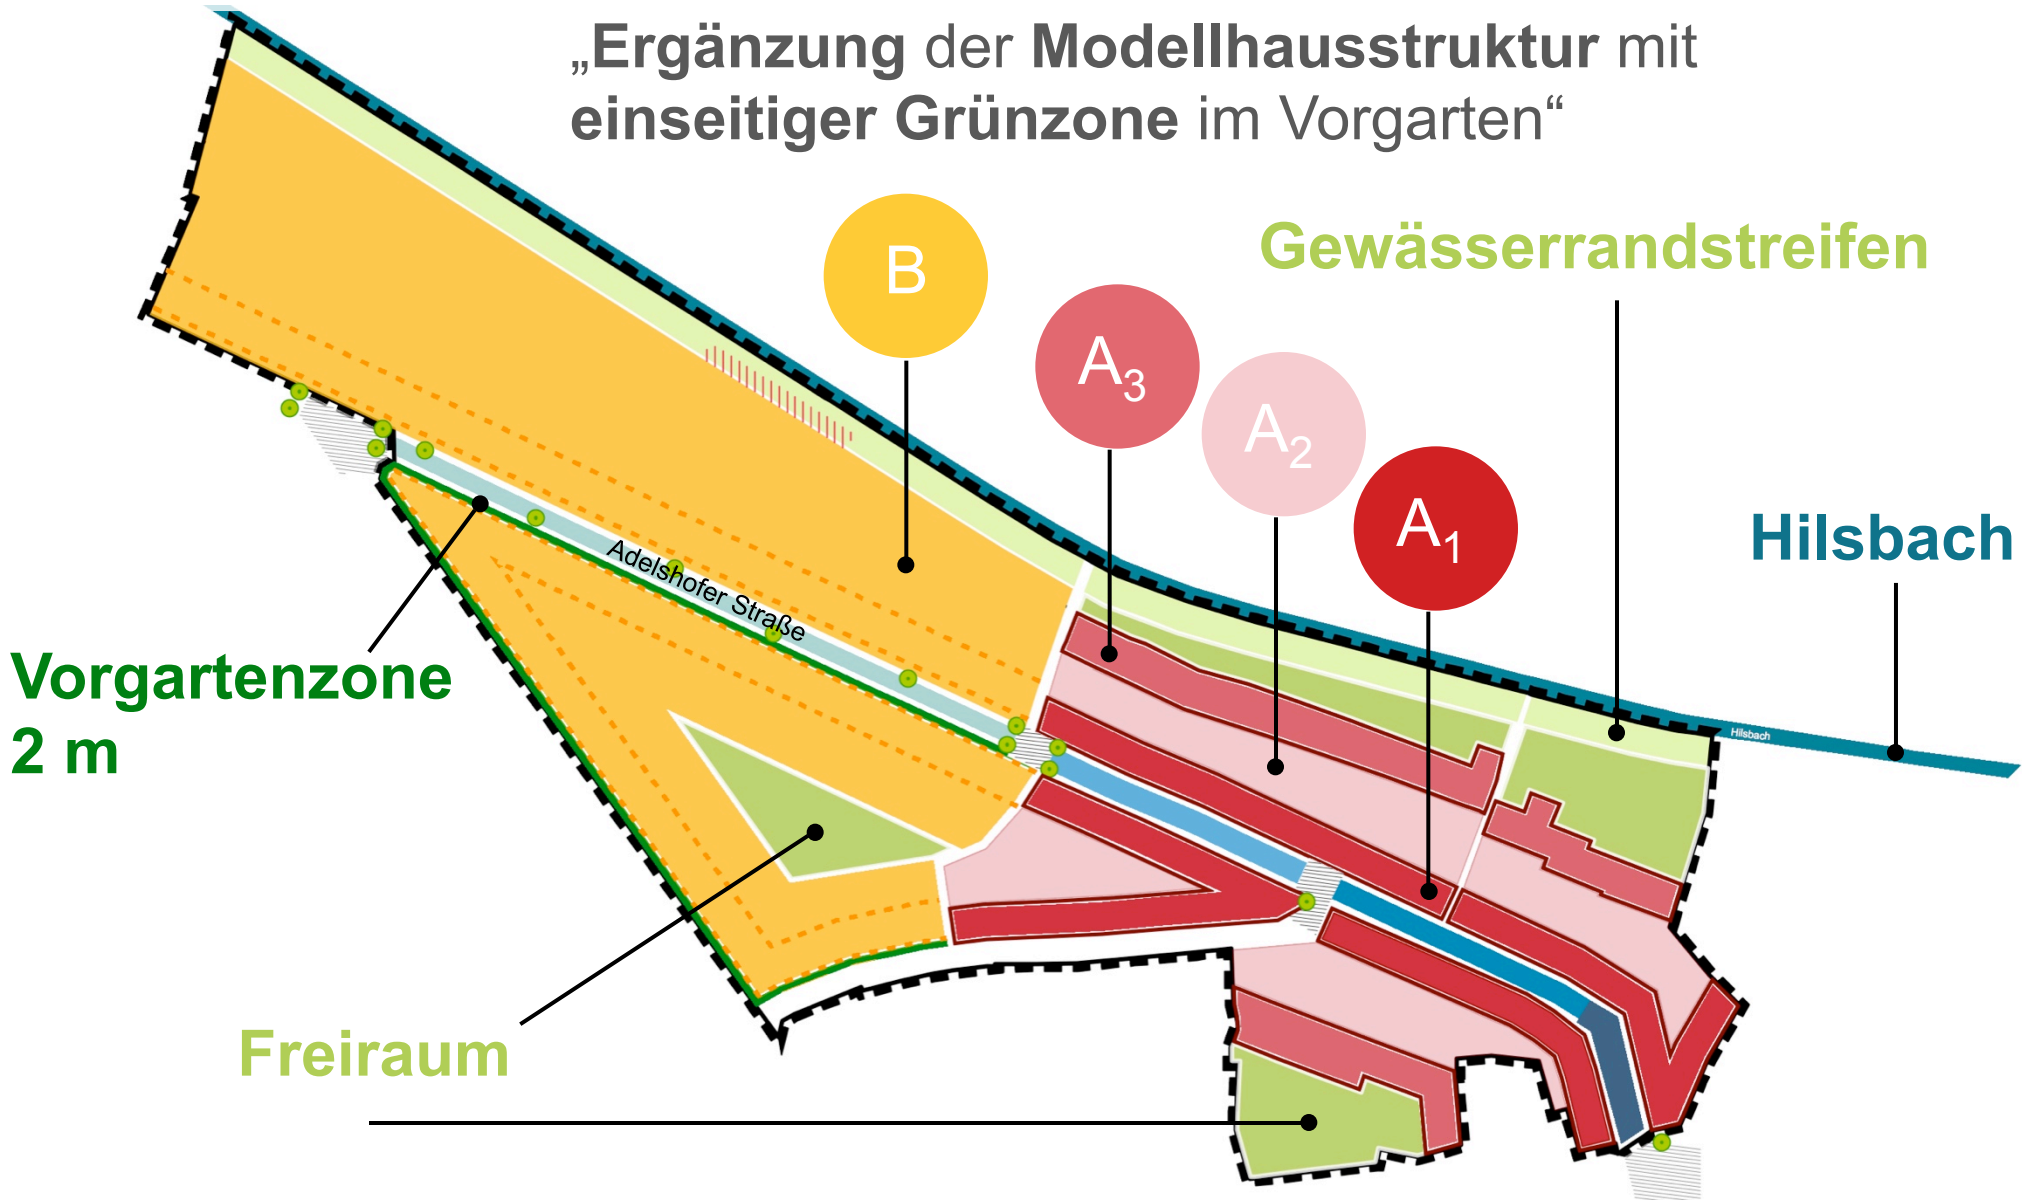 „Ergänzung der Modellhausstruktur mit
einseitiger Grünzone im Vorgarten“
B
Gewässerrandstreifen
A3
A2
A1
Hilsbach
Adelshofer Straße
Vorgartenzone
2 m
Hilsbach
Freiraum